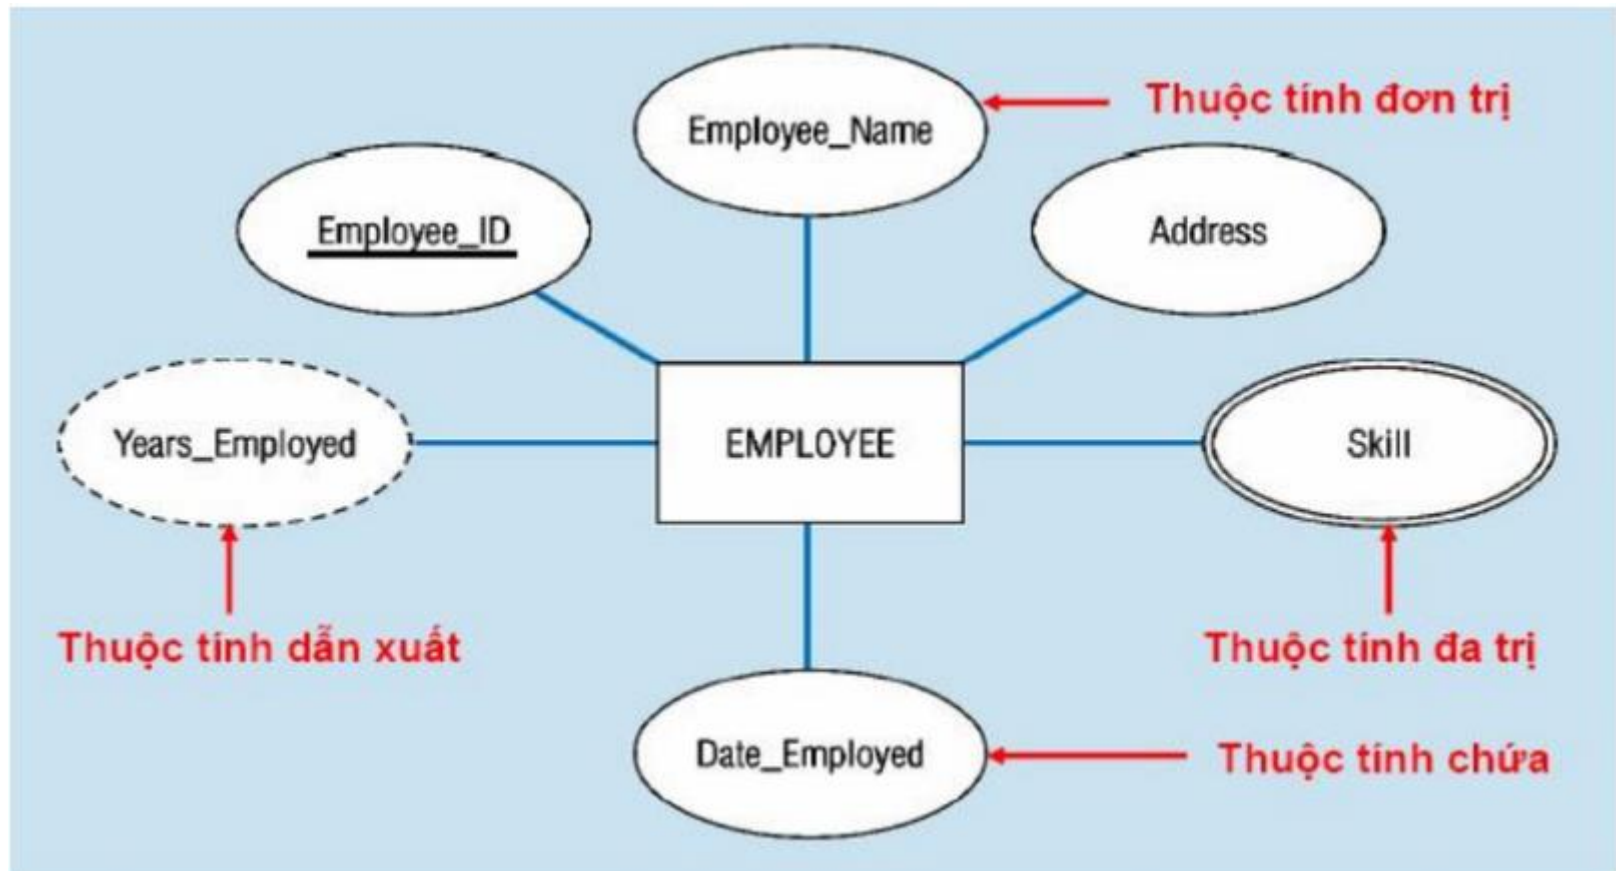 Employee_Name
Thuộc tính đơn trị
Employee_ID
Address
Years_Employed
EMPLOYEE
Skill
Thuộc tính dẫn xuất
Thuộc tính đa trị
Date_Employed
Thuộc tính chứa